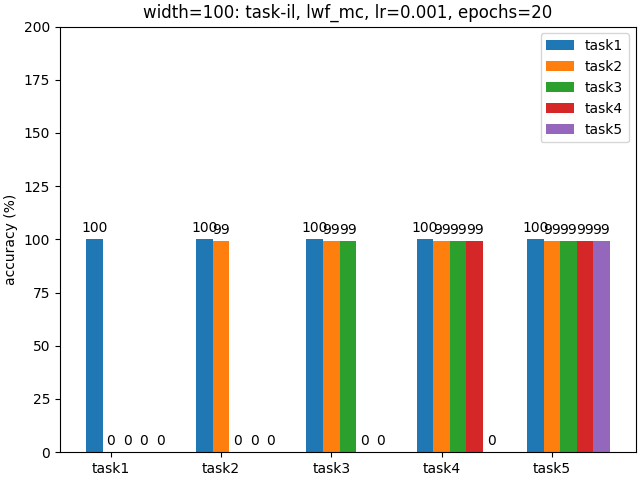 width=100: task-il, lwf_mc, lr=0.001, epochs=20
accuracy (%)
200
175
150
125
100
75
50
25
0
task1
task2
task3
task4
task5
100 0 0 0 0
100 99 0 0 0
100 99 99 0 0
100 99 99 99 0
100 99 99 99 99
task1 task2 task3 task4 task5